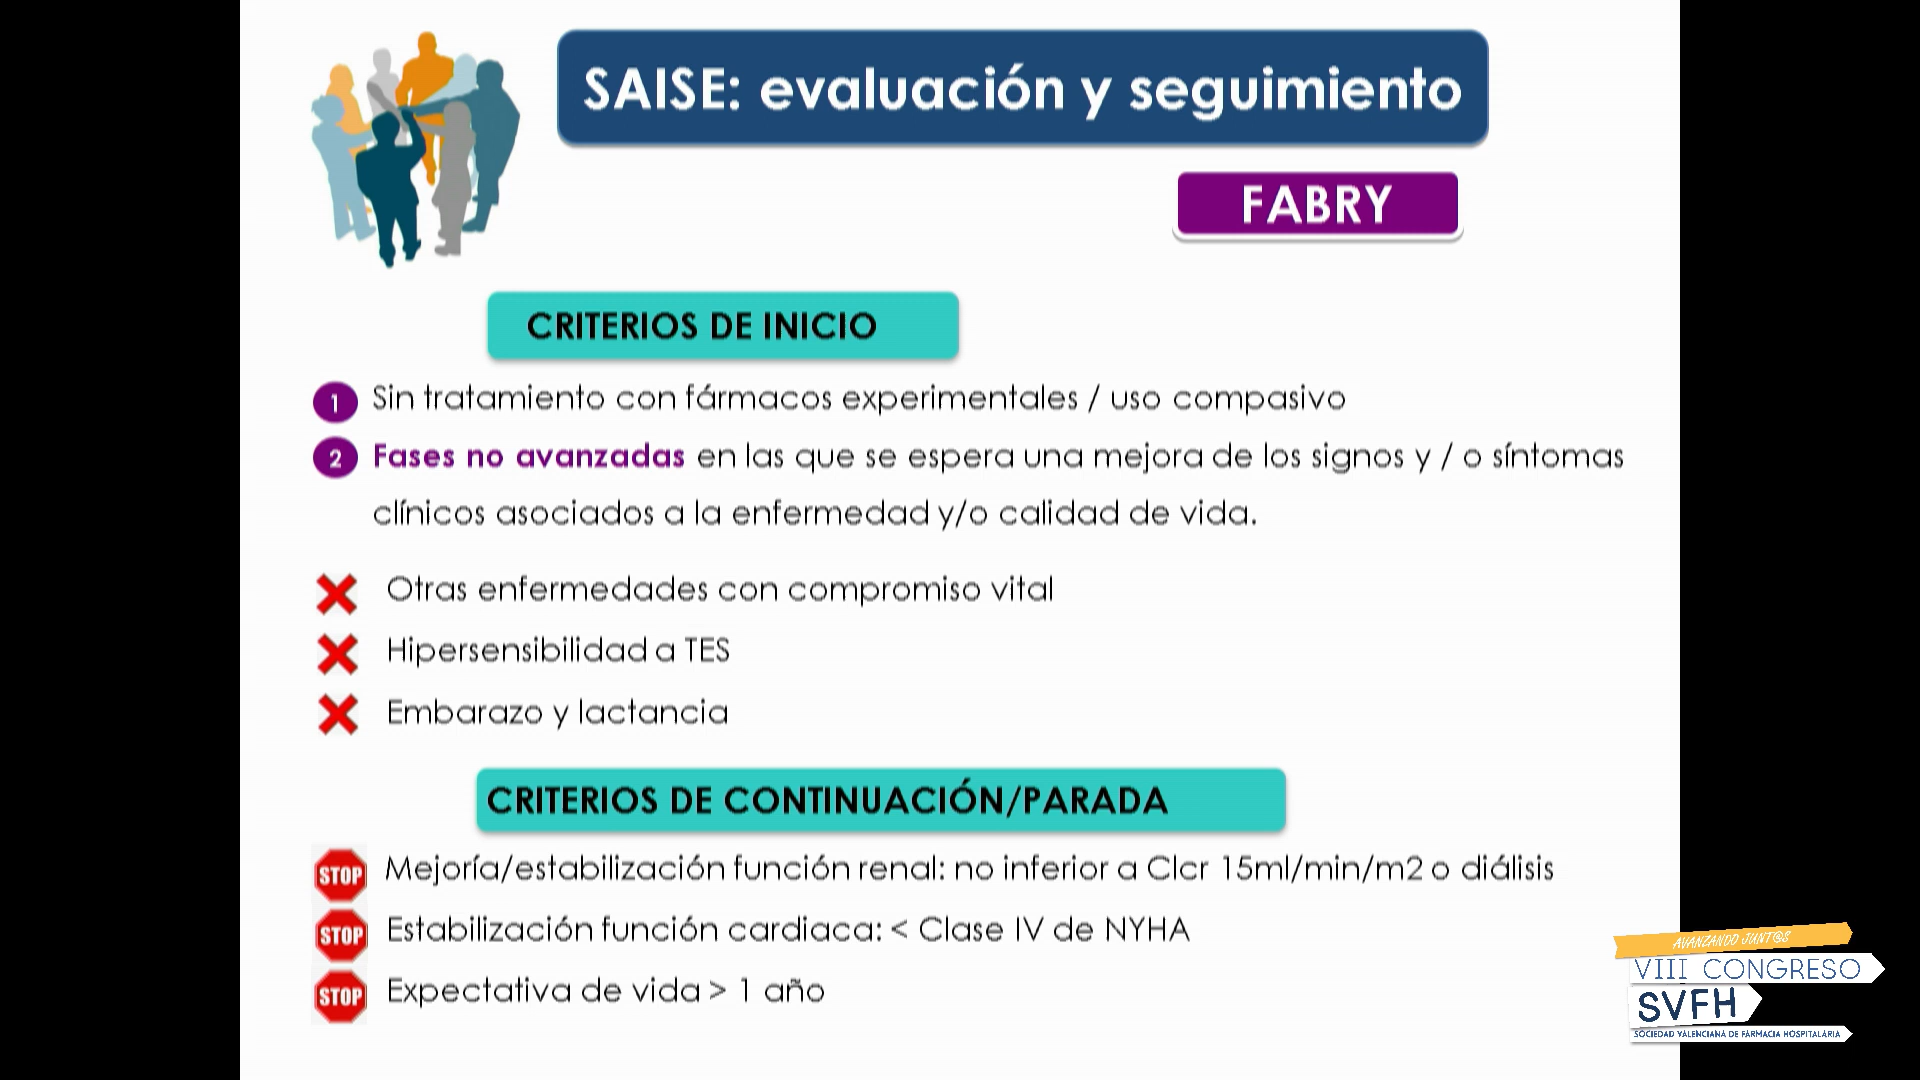 SAISE: evaluación y seguimiento
FABRY
CRITERIOS DE INICIO
1 Sin tratamiento con fármacos experimentales / uso compasivo
2 Fases no avanzadas en las que se espera una mejora de los signos y / o síntomas
clínicos asociados a la enfermedad y/o calidad de vida.
Otras enfermedades con compromiso vital
Hipersensibilidad a TES
Embarazo y lactancia
CRITERIOS DE CONTINUACIÓN/PARADA
STOP Mejoría/estabilización función renal: no inferior a Clcr 15ml/min/m2 o diálisis
STOP Estabilización función cardiaca: < Clase IV de NYHA
STOP Expectativa de vida > 1 año
AVANZANDO JUNT@S
VIII CONGRESO
SVFH
SOCIEDAD VALENCIANA DE FARMACIA HOSPITALARIA